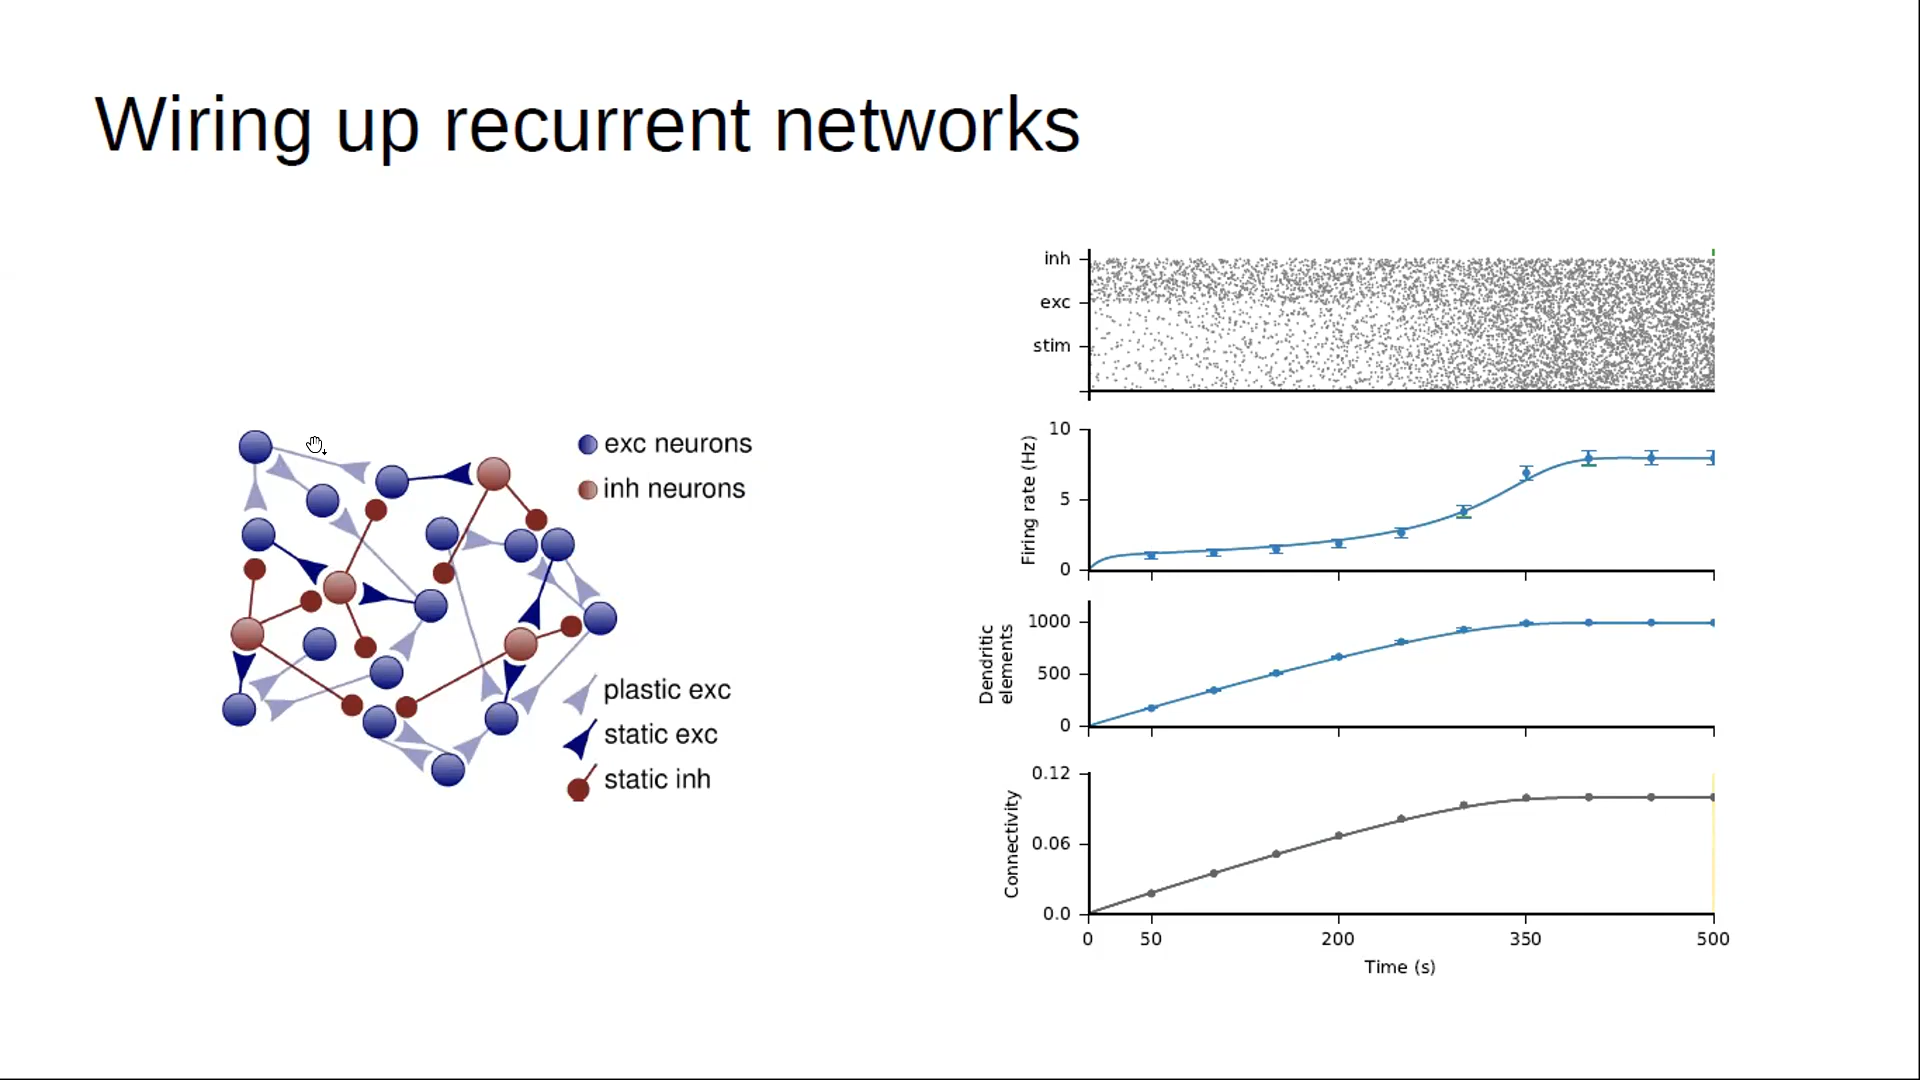 Wiring up recurrent networks
exc neurons
inh neurons
plastic exc
static exc
static inh
inh
exc
stim
Firing rate (Hz)
10
5
0
Dendritic
elements
1000
500
0
Connectivity
0.12
0.06
0.0
0 50 200 350 500
Time (s)